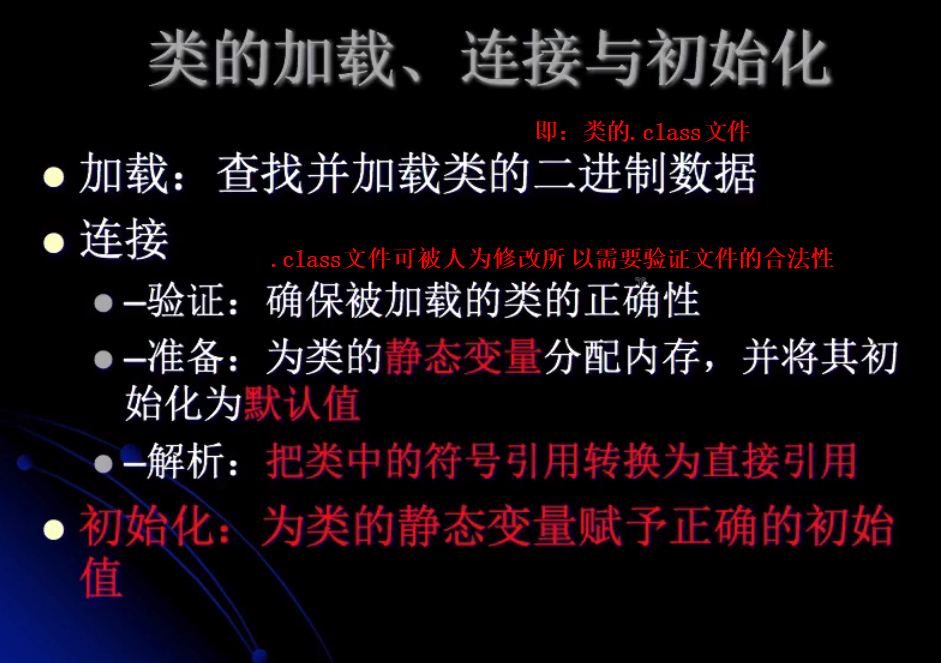 类的加载、连接与初始化
即：类的.class文件
加载：查找并加载类的二进制数据
连接
.class文件可被人为修改所 以需要验证文件的合法性
–验证：确保被加载的类的正确性
–准备：为类的静态变量分配内存，并将其初
始化为默认值
–解析：把类中的符号引用转换为直接引用
初始化：为类的静态变量赋予正确的初始
值